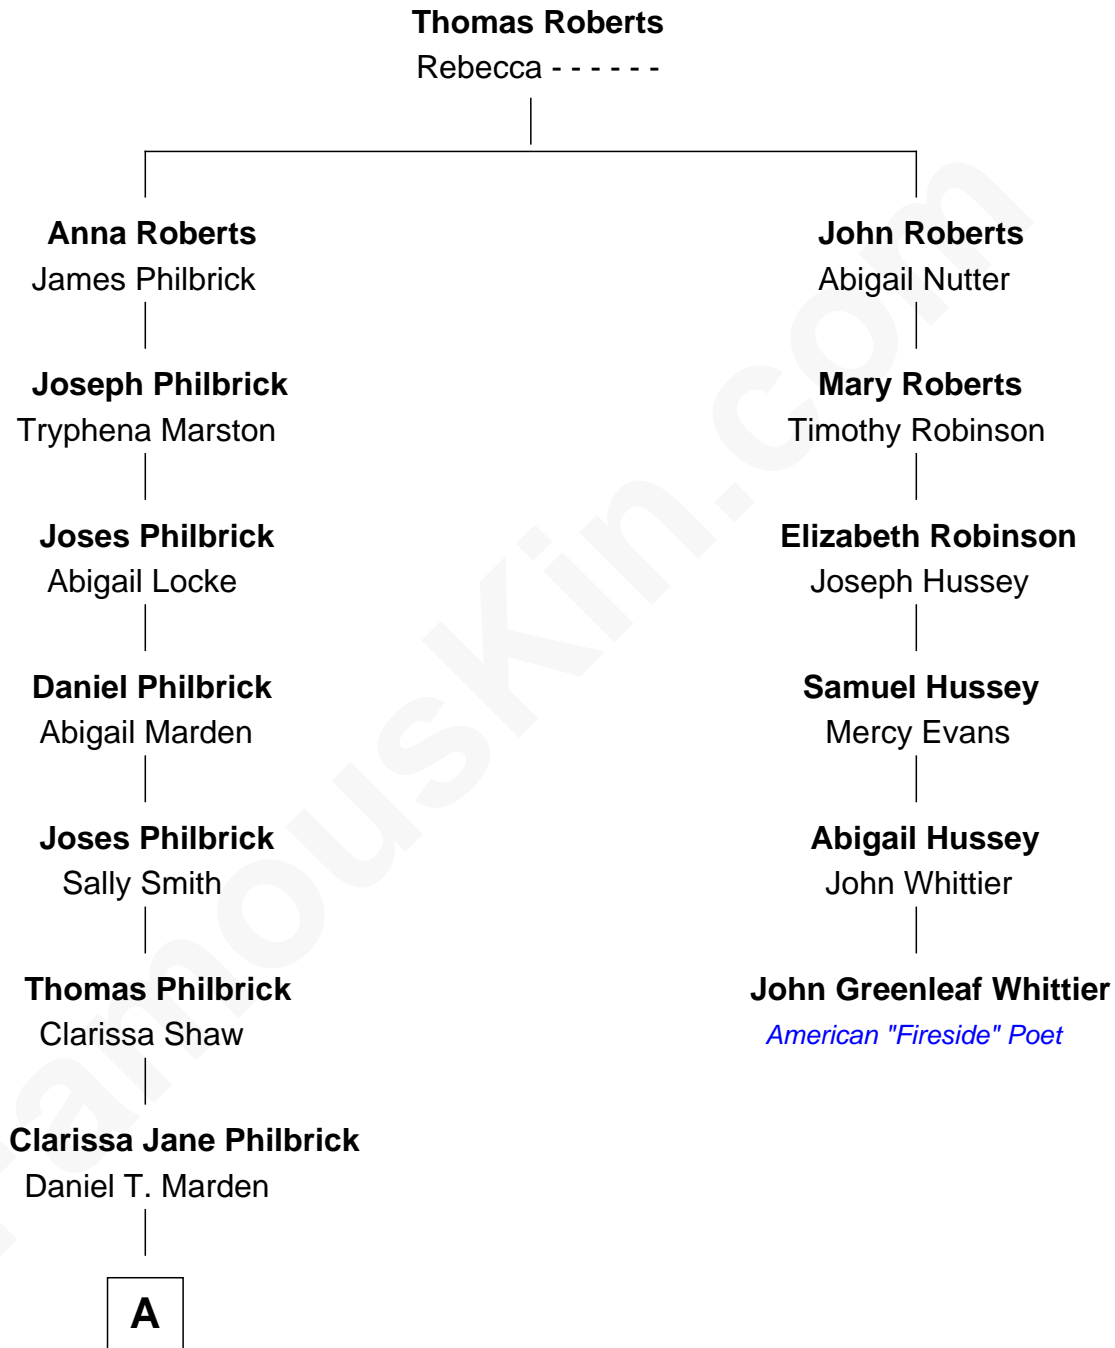 Thomas Roberts
Rebecca - - - - - -
Anna Roberts
James Philbrick
John Roberts
Abigail Nutter
Joseph Philbrick
Tryphena Marston
Mary Roberts
Timothy Robinson
Joses Philbrick
Abigail Locke
Elizabeth Robinson
Joseph Hussey
Daniel Philbrick
Abigail Marden
Samuel Hussey
Mercy Evans
Joses Philbrick
Sally Smith
Abigail Hussey
John Whittier
Thomas Philbrick
Clarissa Shaw
John Greenleaf Whittier
American "Fireside" Poet
Clarissa Jane Philbrick
Daniel T. Marden
A
FamousKin.com